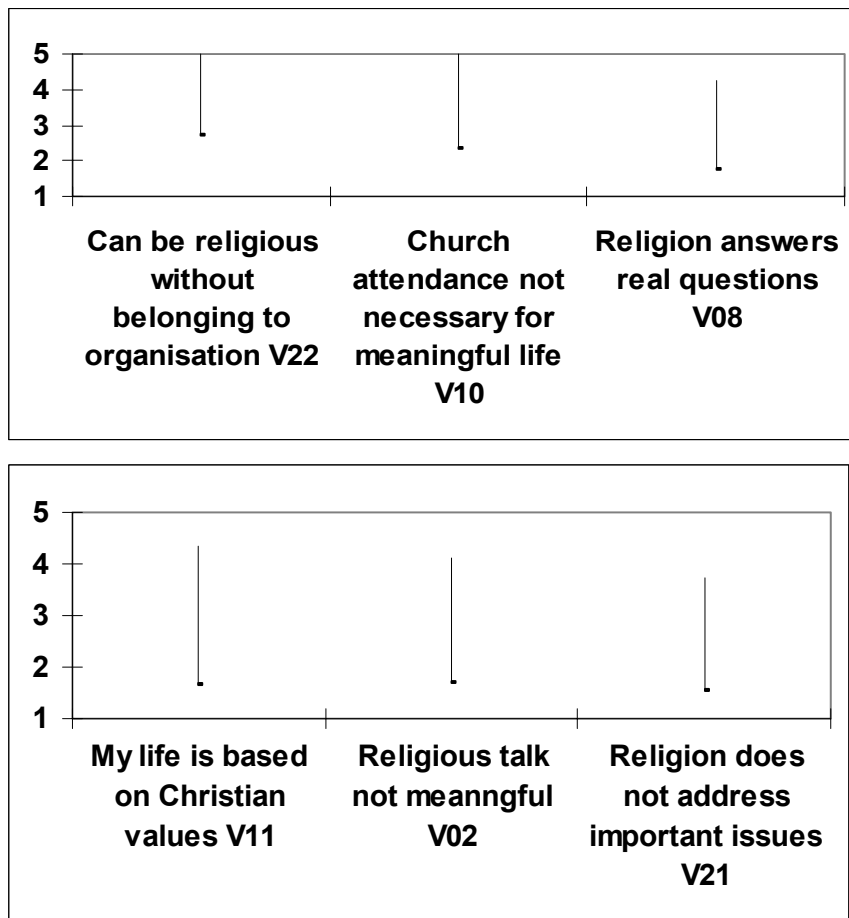 5
4
3
2
1
Can be religious
without
belonging to
organisation V22
Church
attendance not
necessary for
meaningful life
V10
Religion answers
real questions
V08
5
4
3
2
1
My life is based
on Christian
values V11
Religious talk
not meanngful
V02
Religion does
not address
important issues
V21